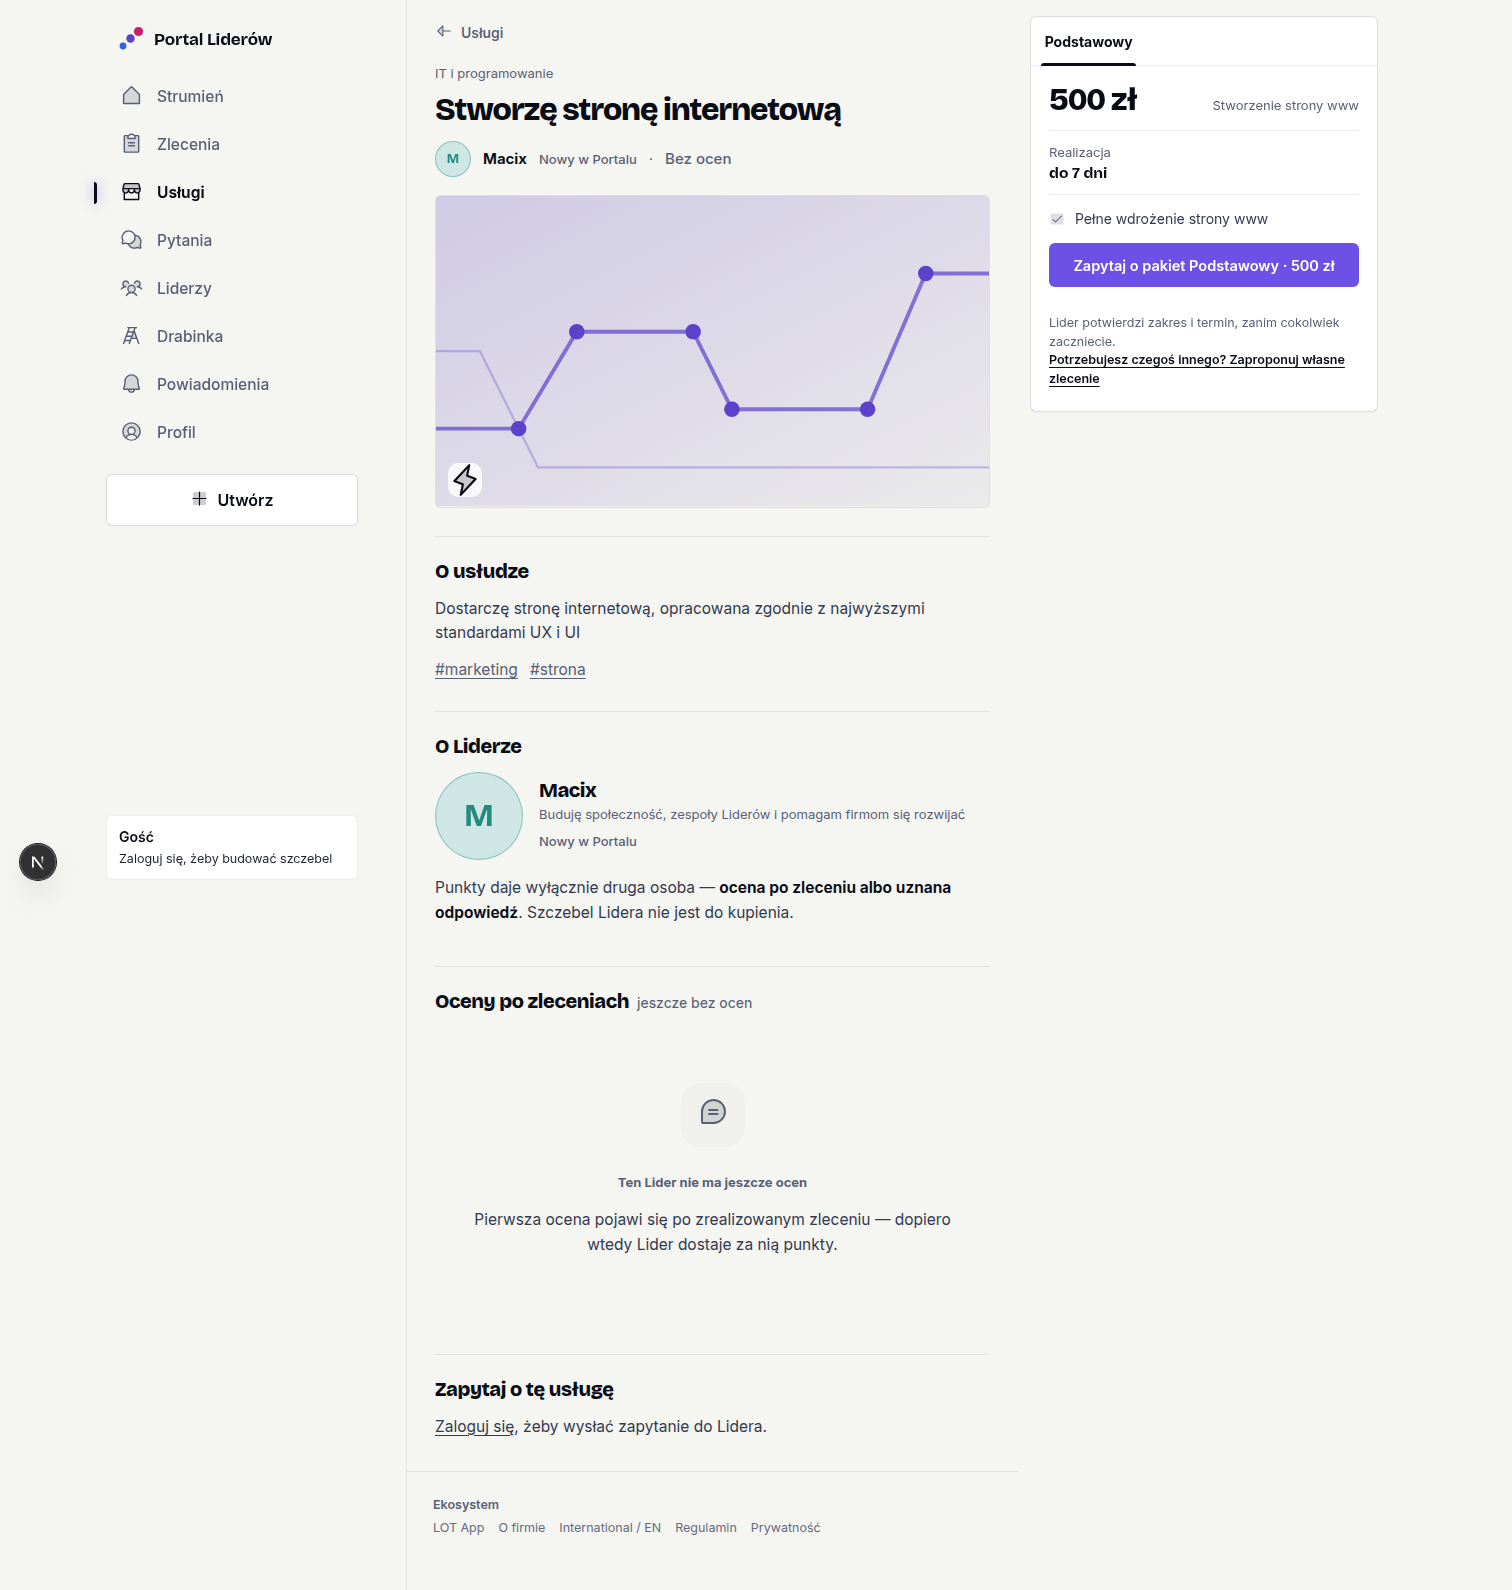 Portal Liderów
Strumień
Zlecenia
Usługi
Pytania
Liderzy
Drabinka
Powiadomienia
Profil
Utwórz
Gość
Zaloguj się, żeby budować szczebel
N
Usługi
IT i programowanie
Stworzę stronę internetową
M
Macix Nowy w Portalu · Bez ocen
O usłudze
Dostarczę stronę internetową, opracowana zgodnie z najwyższymi
standardami UX i UI
#marketing #strona
O Liderze
M
Macix
Buduję społeczność, zespoły Liderów i pomagam firmom się rozwijać
Nowy w Portalu
Punkty daje wyłącznie druga osoba — ocena po zleceniu albo uznana
odpowiedź. Szczebel Lidera nie jest do kupienia.
Oceny po zleceniach jeszcze bez ocen
Ten Lider nie ma jeszcze ocen
Pierwsza ocena pojawi się po zrealizowanym zleceniu — dopiero
wtedy Lider dostaje za nią punkty.
Zapytaj o tę usługę
Zaloguj się, żeby wysłać zapytanie do Lidera.
Ekosystem
LOT App O firmie International / EN Regulamin Prywatność
Podstawowy
500 zł Stworzenie strony www
Realizacja
do 7 dni
Pełne wdrożenie strony www
Zapytaj o pakiet Podstawowy · 500 zł
Lider potwierdzi zakres i termin, zanim cokolwiek
zaczniecie.
Potrzebujesz czegoś innego? Zaproponuj własne
zlecenie